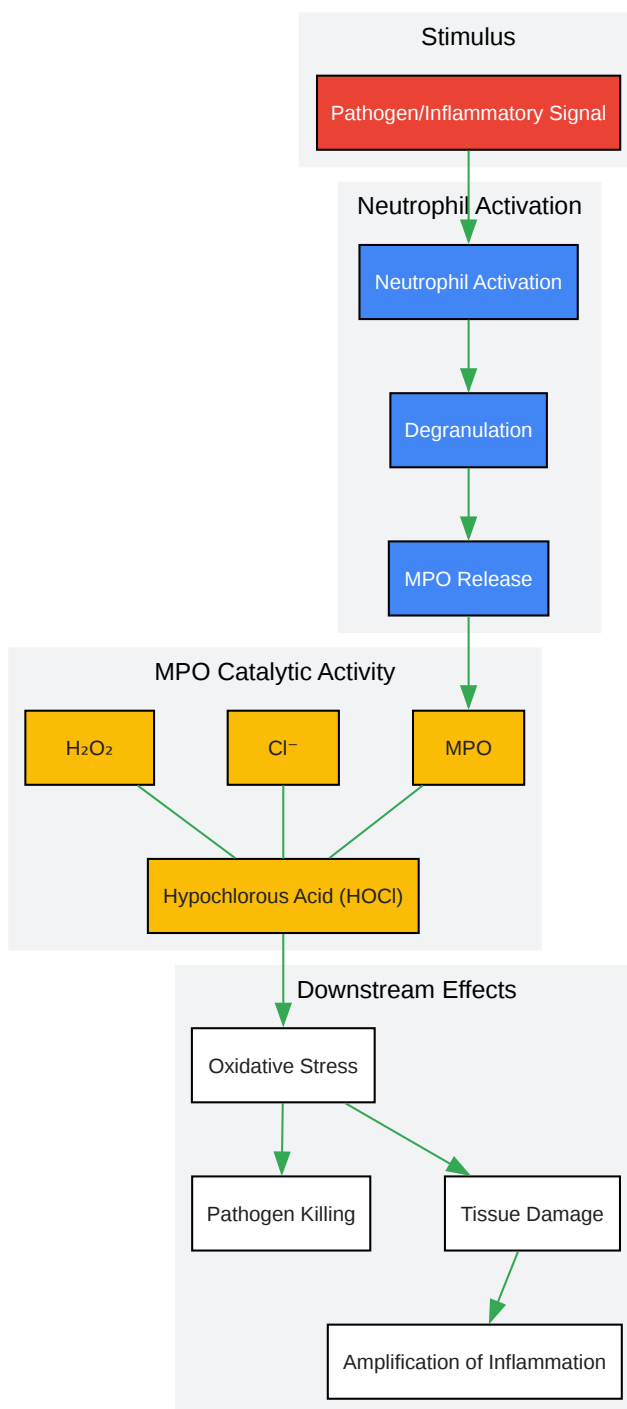 Stimulus
Pathogen/Inflammatory Signal
Neutrophil Activation
Neutrophil Activation
Degranulation
MPO Release
MPO Catalytic Activity
H₂O₂
Cl⁻
MPO
Hypochlorous Acid (HOCl)
Downstream Effects
Oxidative Stress
Pathogen Killing
Tissue Damage
Amplification of Inflammation